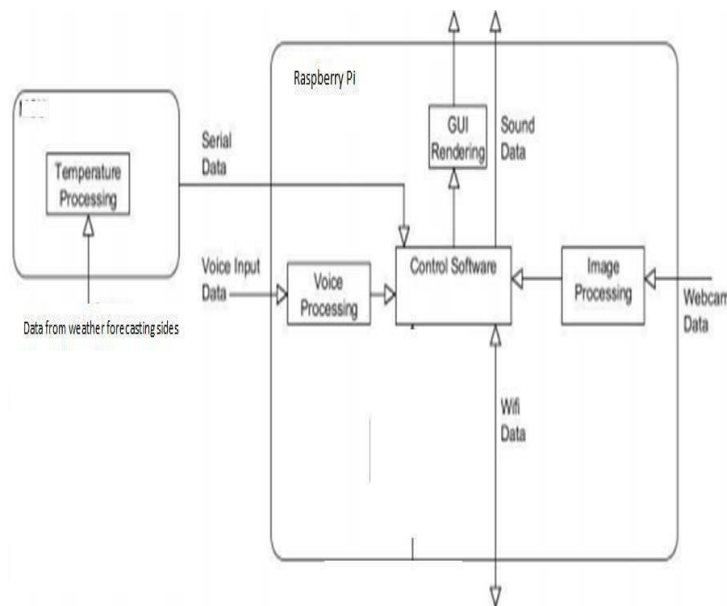 Raspberry Pi
Serial
Data
GUI
Rendering
Sound
Data
Temperature
Processing
Voice Input
Data
Voice
Processing
Control Software
Image
Processing
Webcam
Data
Data from weather forecasting sides
Wifi
Data